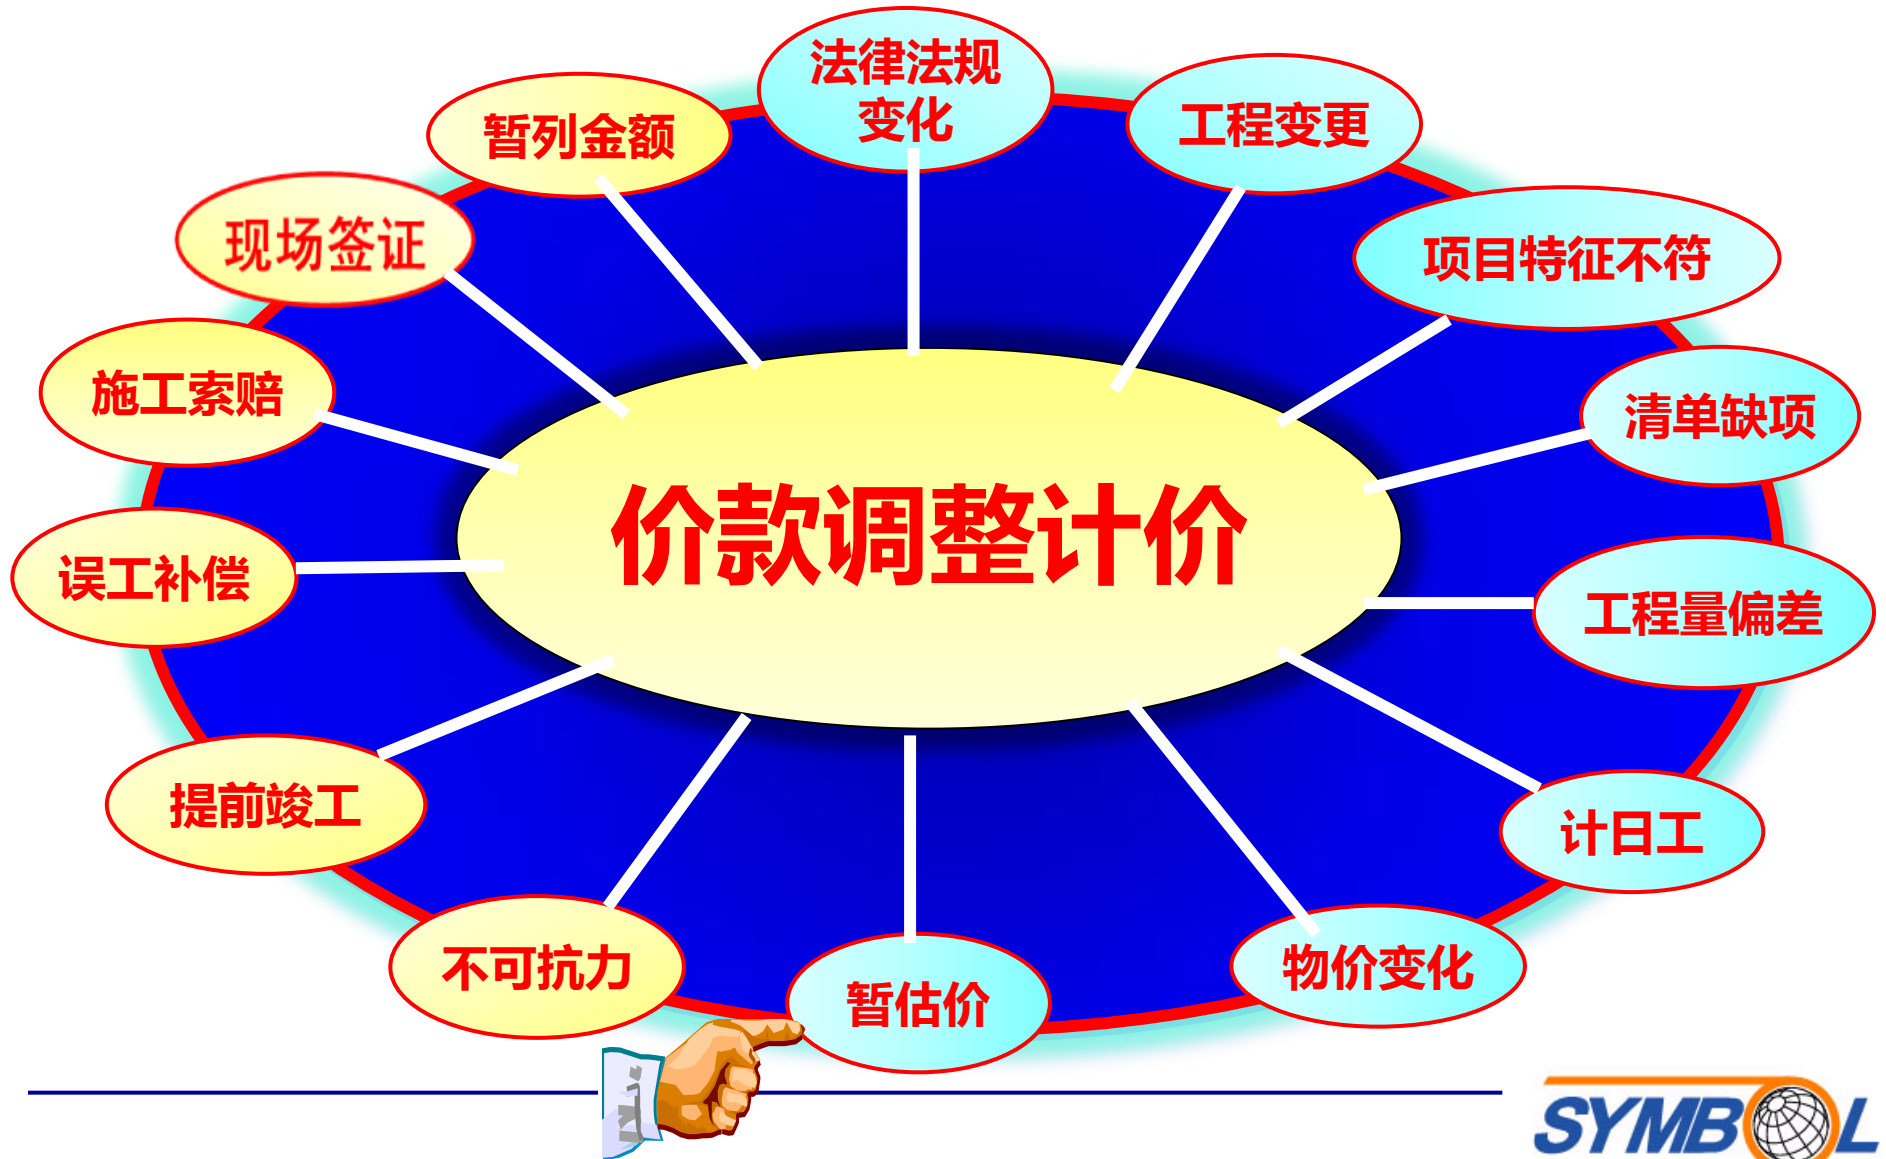 法律法规
变化
工程变更
项目特征不符
清单缺项
工程量偏差
计日工
物价变化
暂估价
不可抗力
提前竣工
误工补偿
施工索赔
现场签证
暂列金额
价款调整计价
SYMBOL